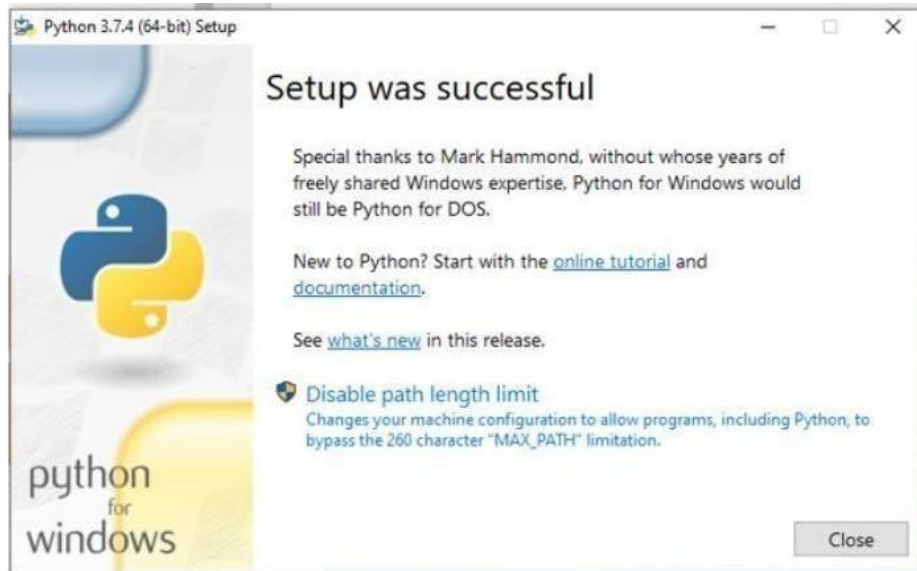 Python 3.7.4 (64-bit) Setup
Setup was successful
Special thanks to Mark Hammond, without whose years of
freely shared Windows expertise, Python for Windows would
still be Python for DOS.
New to Python? Start with the online tutorial and
documentation.
See what's new in this release.
Disable path length limit
Changes your machine configuration to allow programs, including Python, to
bypass the 260 character "MAX_PATH" limitation.
python
for
windows
Close